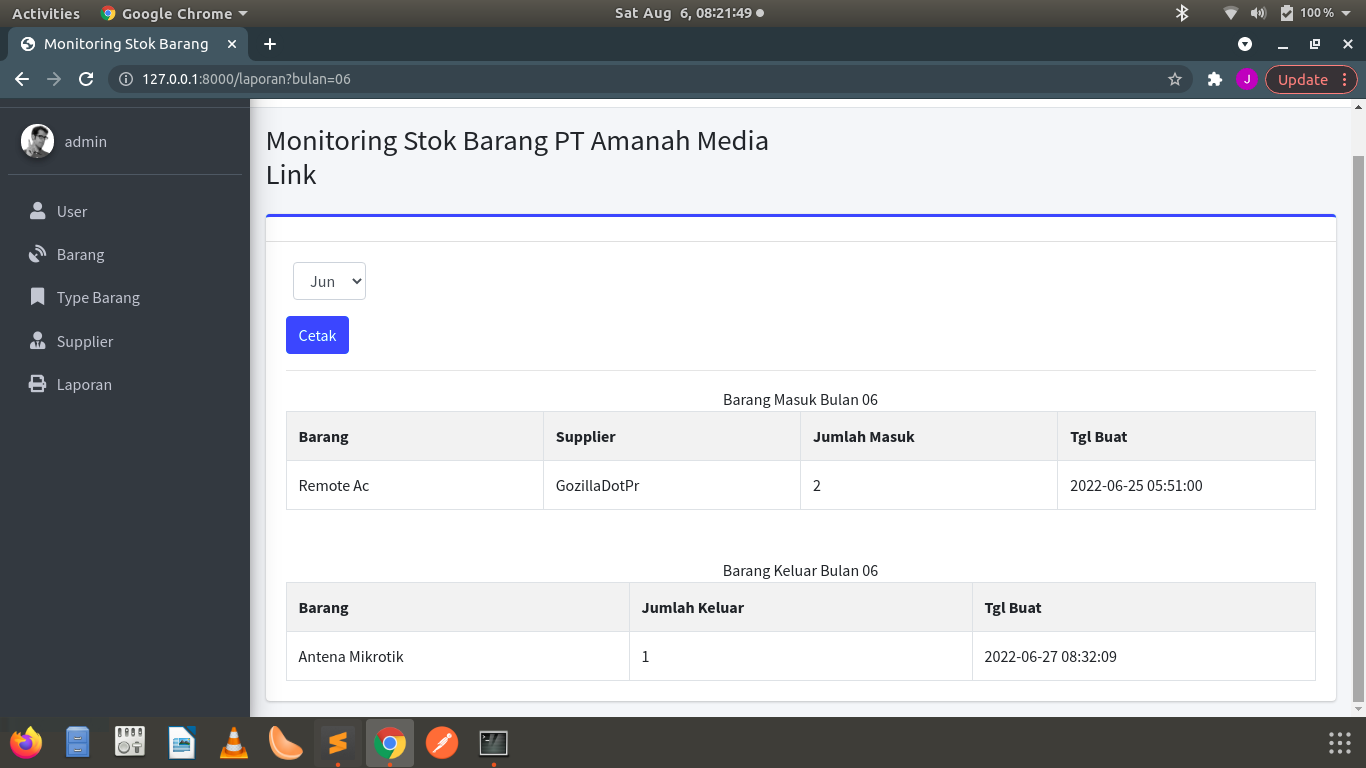 Activities Google Chrome Sat Aug 6, 08:21:49 100 %
Monitoring Stok Barang
127.0.0.1:8000/laporan?bulan=06 J Update
admin
User
Barang
Type Barang
Supplier
Laporan
Monitoring Stok Barang PT Amanah Media
Link
Jun
Cetak
Barang Masuk Bulan 06
Barang Supplier Jumlah Masuk Tgl Buat
Remote Ac GozillaDotPr 2 2022-06-25 05:51:00
Barang Keluar Bulan 06
Barang Jumlah Keluar Tgl Buat
Antena Mikrotik 1 2022-06-27 08:32:09